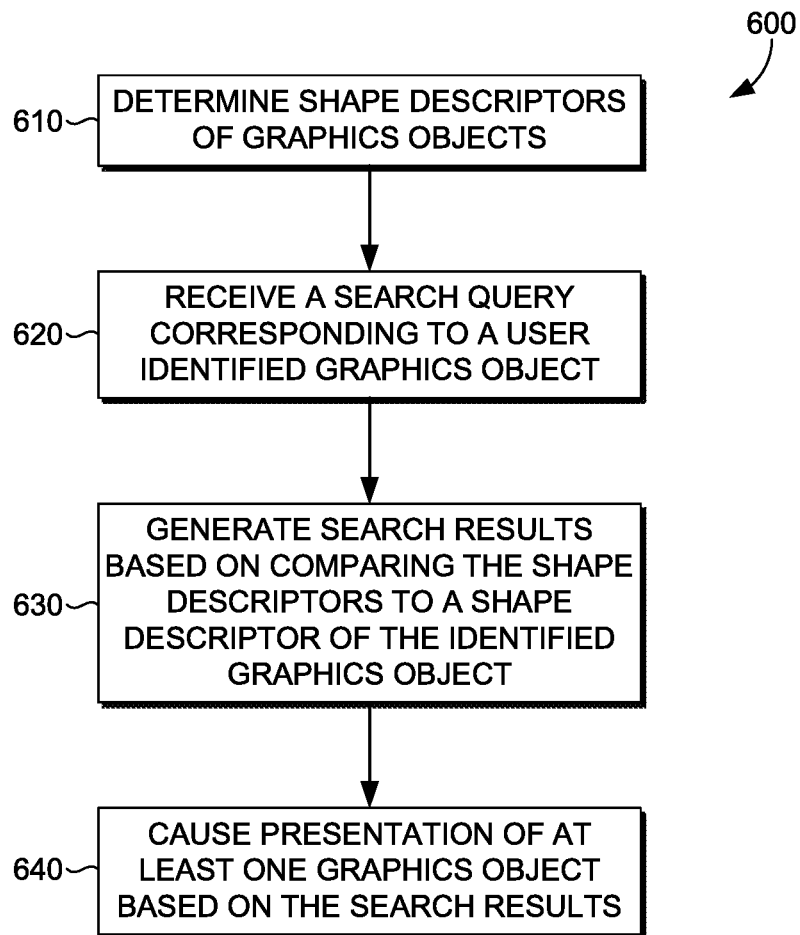 600
610
DETERMINE SHAPE DESCRIPTORS
OF GRAPHICS OBJECTS
620
RECEIVE A SEARCH QUERY
CORRESPONDING TO A USER
IDENTIFIED GRAPHICS OBJECT
630
GENERATE SEARCH RESULTS
BASED ON COMPARING THE SHAPE
DESCRIPTORS TO A SHAPE
DESCRIPTOR OF THE IDENTIFIED
GRAPHICS OBJECT
640
CAUSE PRESENTATION OF AT
LEAST ONE GRAPHICS OBJECT
BASED ON THE SEARCH RESULTS